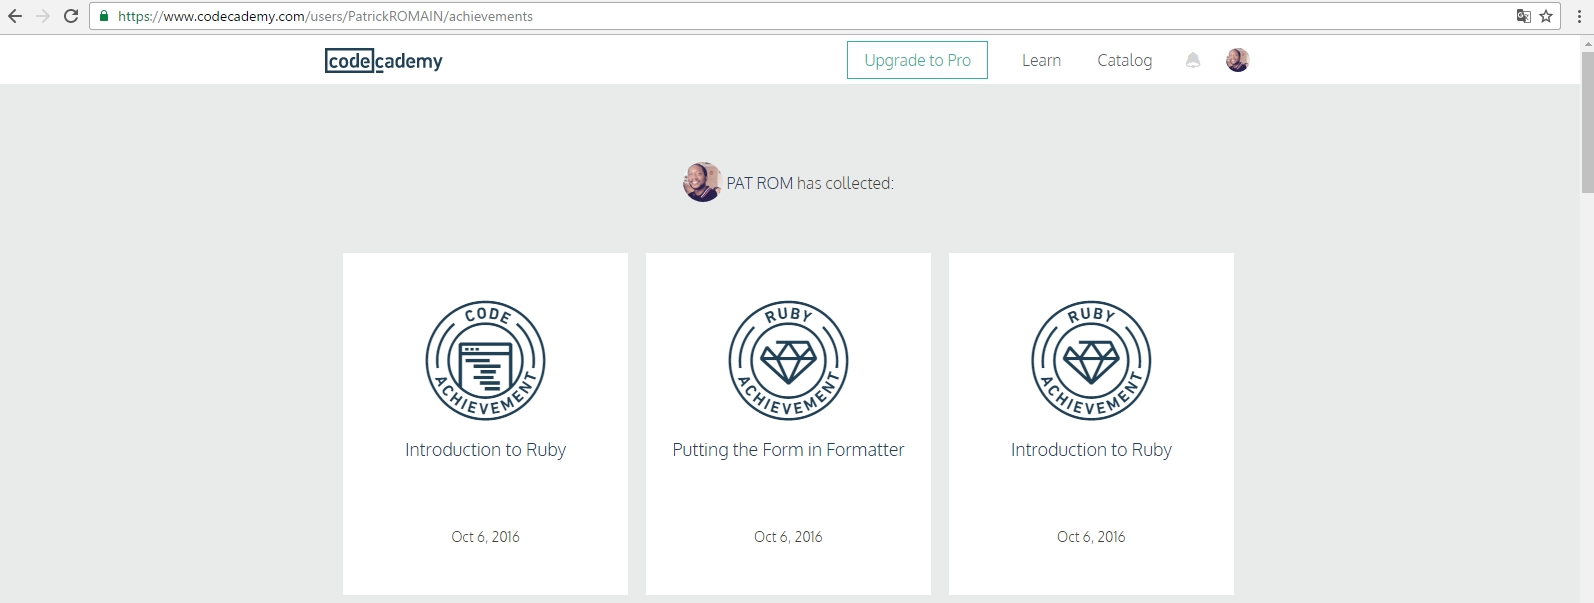 https://www.codecademy.com/users/PatrickROMAIN/achievements
codecademy
Upgrade to Pro
Learn
Catalog
PAT ROM has collected:
CODE ACHIEVEMENT
Introduction to Ruby
Oct 6, 2016
RUBY ACHIEVEMENT
Putting the Form in Formatter
Oct 6, 2016
RUBY ACHIEVEMENT
Introduction to Ruby
Oct 6, 2016